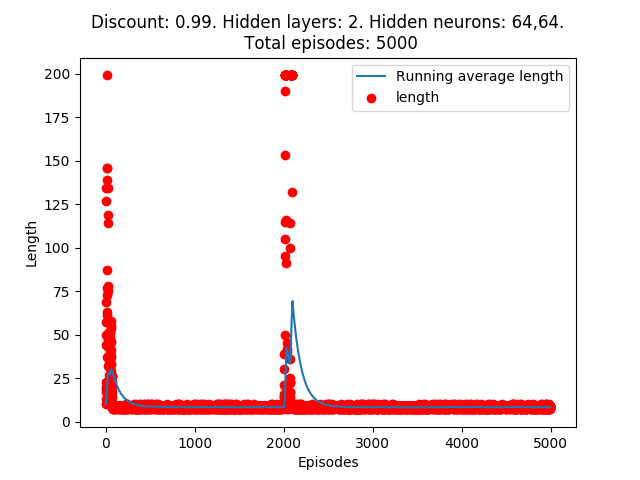 Discount: 0.99. Hidden layers: 2. Hidden neurons: 64,64.
Total episodes: 5000
200
175
150
125
100
75
50
25
0
Length
Running average length
length
0
1000
2000
3000
4000
5000
Episodes